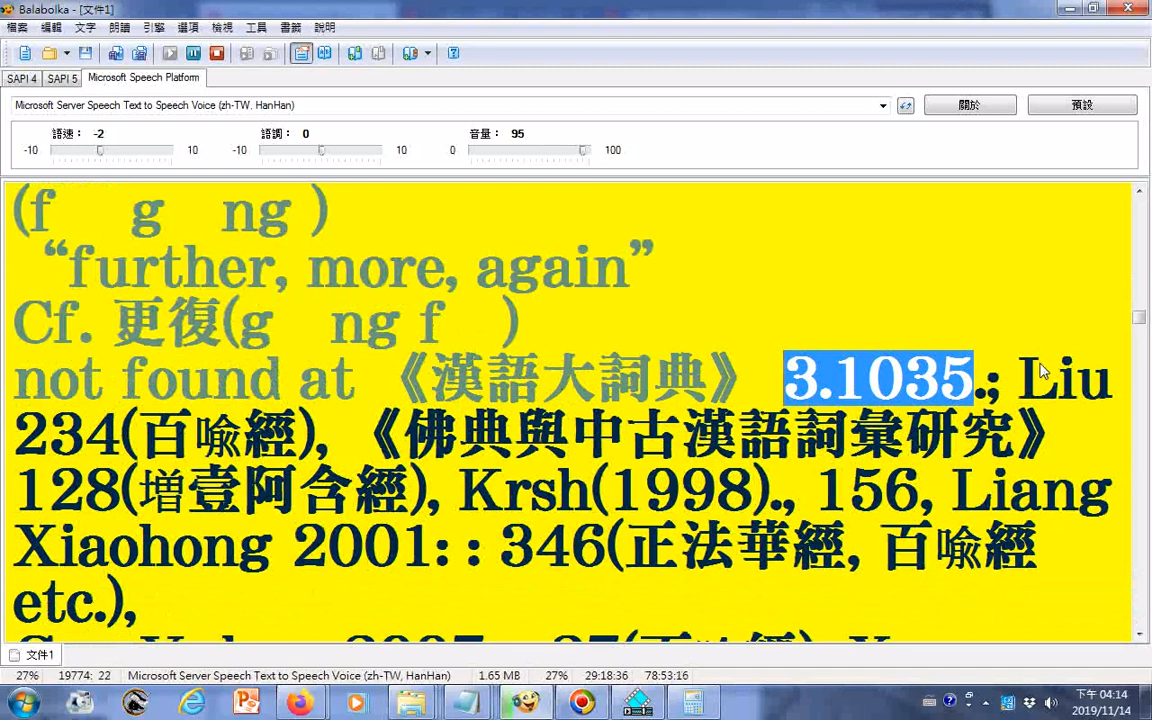 Balabolka - [文件1]
檔案 編輯 文字 朗讀 引擎 選項 檢視 工具 書籤 說明
SAPI 4 SAPI 5 Microsoft Speech Platform
Microsoft Server Speech Text to Speech Voice (zh-TW, HanHan) 關於 預設
語速： -2 語調： 0 音量： 95
-10 10 -10 10 0 100
(f g ng )
“further, more, again”
Cf. 更復(g ng f )
not found at 《漢語大詞典》 3.1035.; Liu
234(百喩經), 《佛典與中古漢語詞彙研究》
128(增壹阿含經), Krsh(1998)., 156, Liang
Xiaohong 2001: : 346(正法華經, 百喩經
etc.),
文件1
27% 19774: 22 Microsoft Server Speech Text to Speech Voice (zh-TW, HanHan) 1.65 MB 27% 29:18:36 78:53:16
下午 04:14
2019/11/14